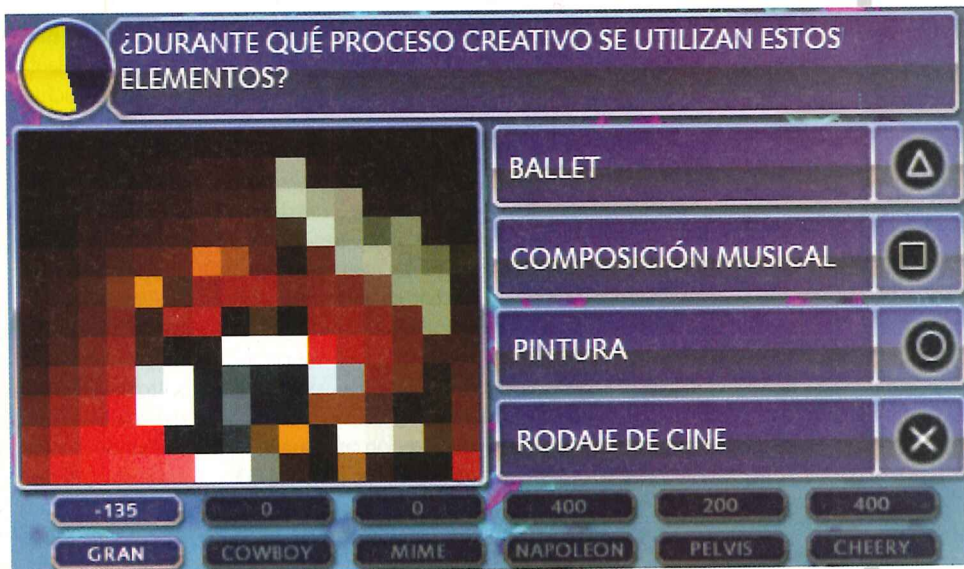 ¿DURANTE QUÉ PROCESO CREATIVO SE UTILIZAN ESTOS
ELEMENTOS?
BALLET
COMPOSICIÓN MUSICAL
PINTURA
RODAJE DE CINE
-135 0 0 400 200 400
GRAN COWBOY MIME NAPOLEON PELVIS CHEERY